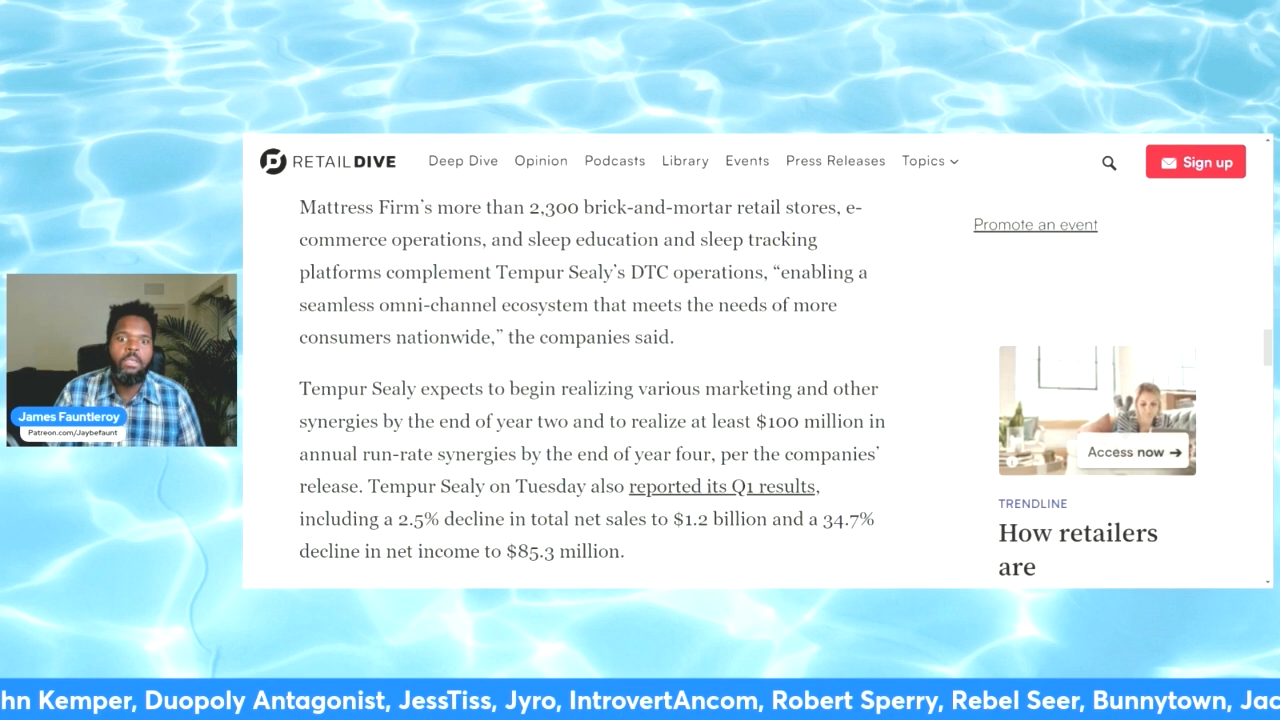 RETAILDIVE
Deep Dive Opinion Podcasts Library Events Press Releases Topics
Sign up
Mattress Firm’s more than 2,300 brick-and-mortar retail stores, e-
commerce operations, and sleep education and sleep tracking
platforms complement Tempur Sealy’s DTC operations, “enabling a
seamless omni-channel ecosystem that meets the needs of more
consumers nationwide,” the companies said.
Tempur Sealy expects to begin realizing various marketing and other
synergies by the end of year two and to realize at least $100 million in
annual run-rate synergies by the end of year four, per the companies’
release. Tempur Sealy on Tuesday also reported its Q1 results,
including a 2.5% decline in total net sales to $1.2 billion and a 34.7%
decline in net income to $85.3 million.
Promote an event
Access now →
TRENDLINE
How retailers
are
James Fauntleroy
Patreon.com/Jaybefaunt
hn Kemper, Duopoly Antagonist, JessTiss, Jyro, IntrovertAncom, Robert Sperry, Rebel Seer, Bunnytown, Jac